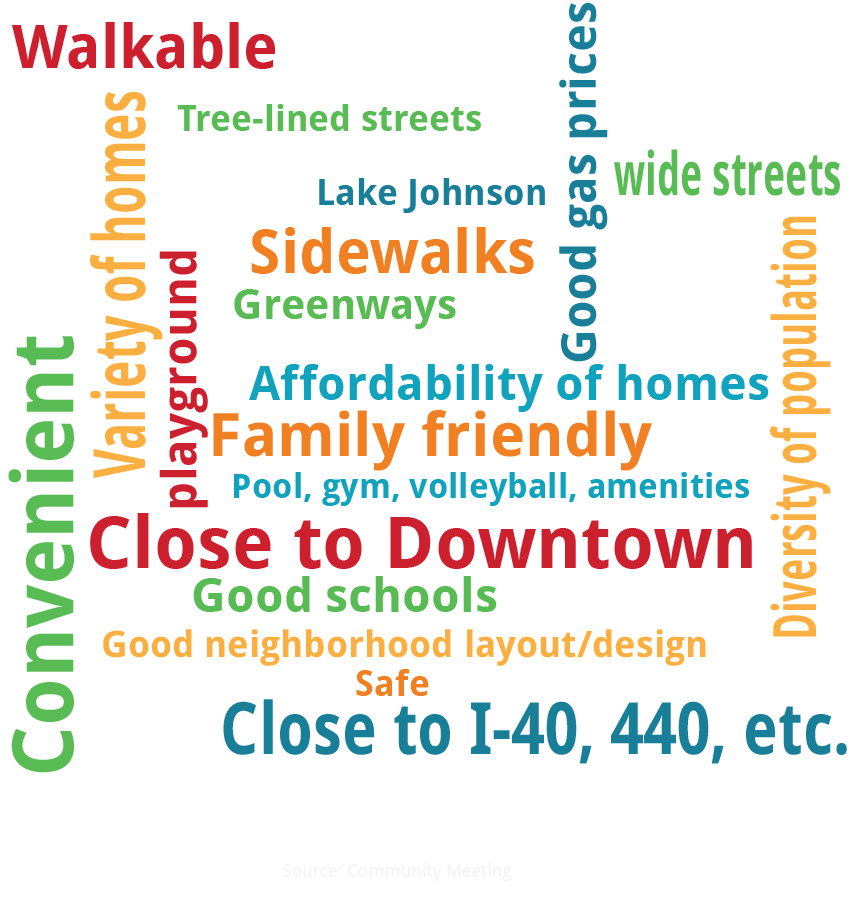 Walkable
Good gas prices
Variety of homes
Tree-lined streets
wide streets
Lake Johnson
Diversity of population
Sidewalks
playground
Greenways
Convenient
Affordability of homes
Family friendly
Pool, gym, volleyball, amenities
Close to Downtown
Good schools
Good neighborhood layout/design
Safe
Close to I-40, 440, etc.
Source: Community Meeting